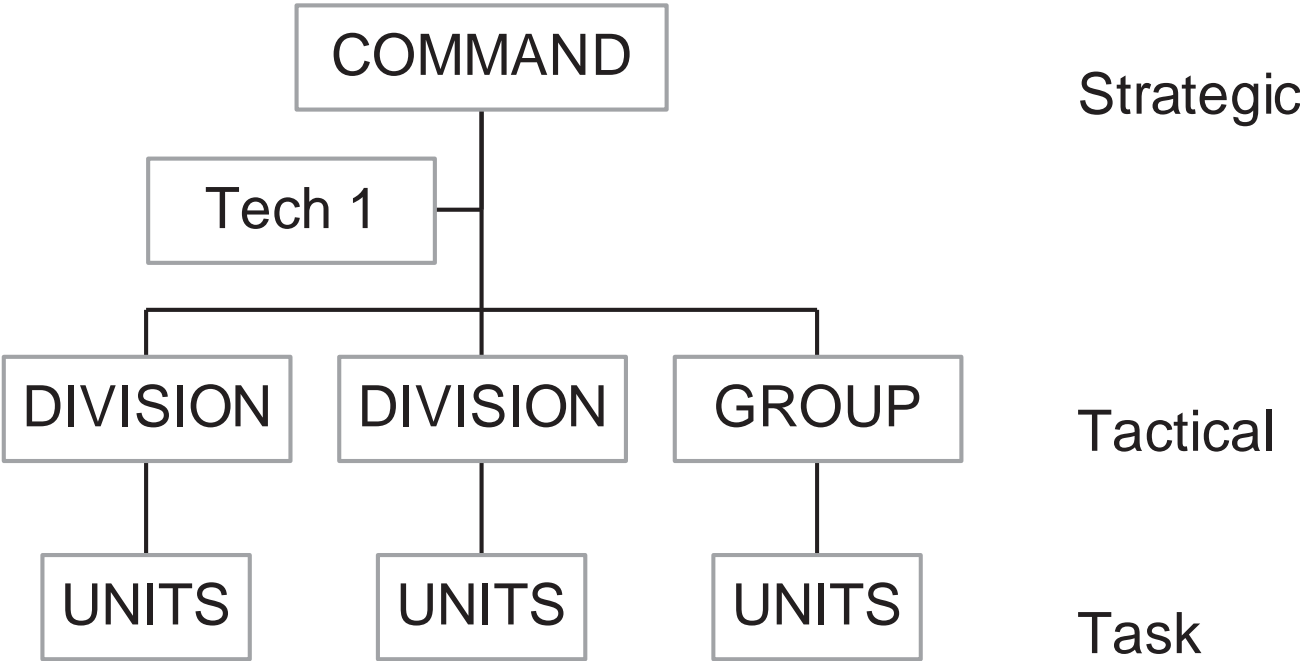 COMMAND
Strategic
Tech 1
DIVISION
DIVISION
GROUP
Tactical
UNITS
UNITS
UNITS
Task